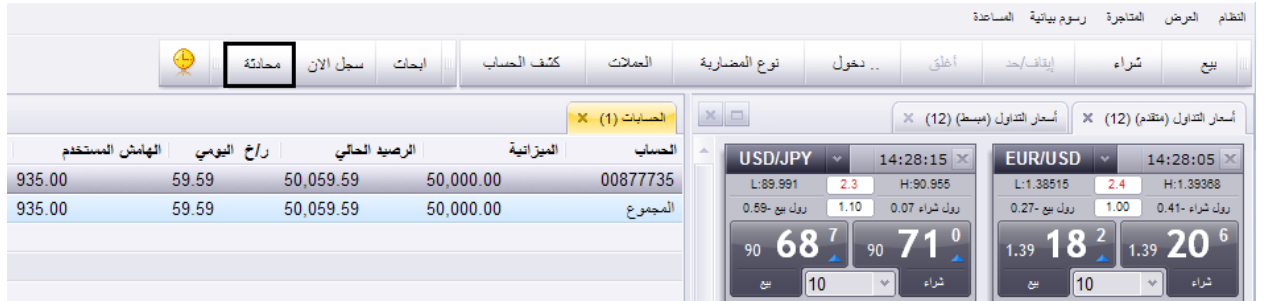 النظام العرض المتاجرة رسوم بيانية المساعدة
بيع شراء إيقاف/حد أغلق دخول .. نوع المضاربة العملات كشف الحساب ابحاث سجل الان محادثة
أسعار التداول (متقدم) (12) أسعار التداول (مبسط) (12)
EUR/USD 14:28:05
L:1.38515 2.4 H:1.39368
رول بيع -0.27 1.00 رول شراء -0.41
1.39 18 2 1.39 20 6
بيع 10 شراء
USD/JPY 14:28:15
L:89.991 2.3 H:90.955
رول بيع -0.59 1.10 رول شراء 0.07
90 68 7 90 71 0
بيع 10 شراء
الحسابات (1)
الحساب الميزانية الرصيد الحالي ر/خ اليومي الهامش المستخدم
00877735 50,000.00 50,059.59 59.59 935.00
المجموع 50,000.00 50,059.59 59.59 935.00